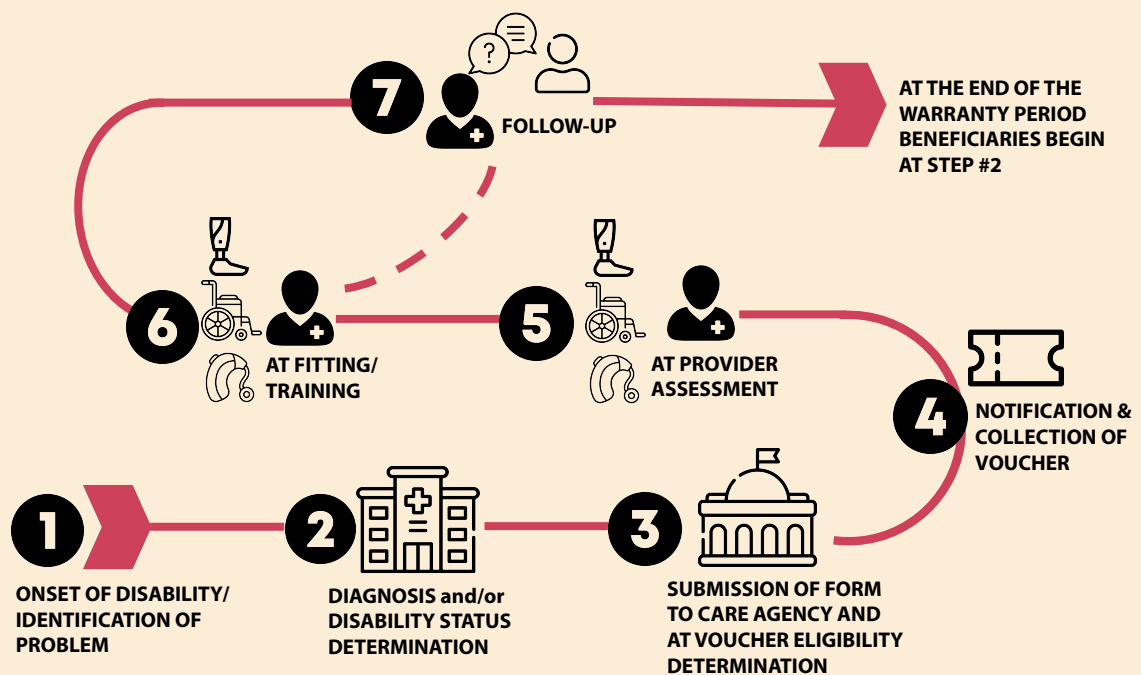 1
ONSET OF DISABILITY/
IDENTIFICATION OF
PROBLEM
2
DIAGNOSIS and/or
DISABILITY STATUS
DETERMINATION
3
SUBMISSION OF FORM
TO CARE AGENCY AND
AT VOUCHER ELIGIBILITY
DETERMINATION
4
NOTIFICATION &
COLLECTION OF
VOUCHER
5
AT PROVIDER
ASSESSMENT
6
AT FITTING/
TRAINING
7
?
FOLLOW-UP
AT THE END OF THE
WARRANTY PERIOD
BENEFICIARIES BEGIN
AT STEP #2